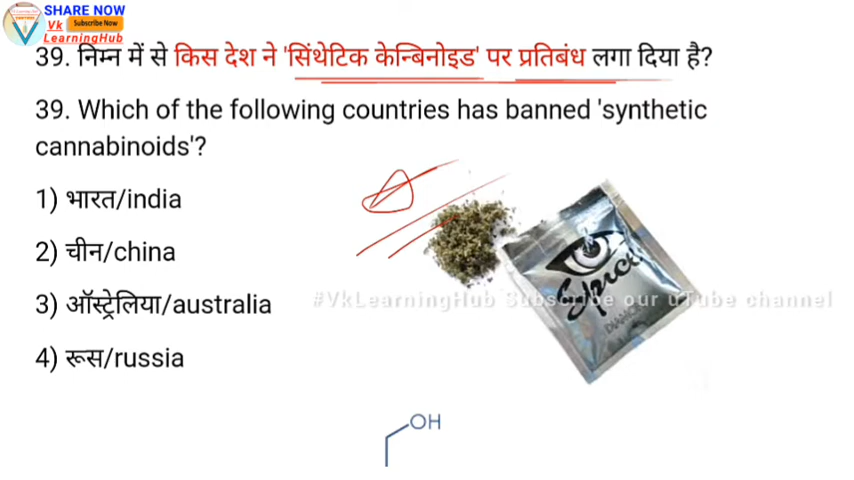 SHARE NOW
Vk Subscribe Now
LearningHub
39. निम्न में से किस देश ने 'सिंथेटिक केन्बिनोइड' पर प्रतिबंध लगा दिया है?
39. Which of the following countries has banned 'synthetic
cannabinoids'?
1) भारत/india
2) चीन/china
3) ऑस्ट्रेलिया/australia
4) रूस/russia
Spice
DIAMOND
#VkLearningHub Subscribe our uTube channel
OH